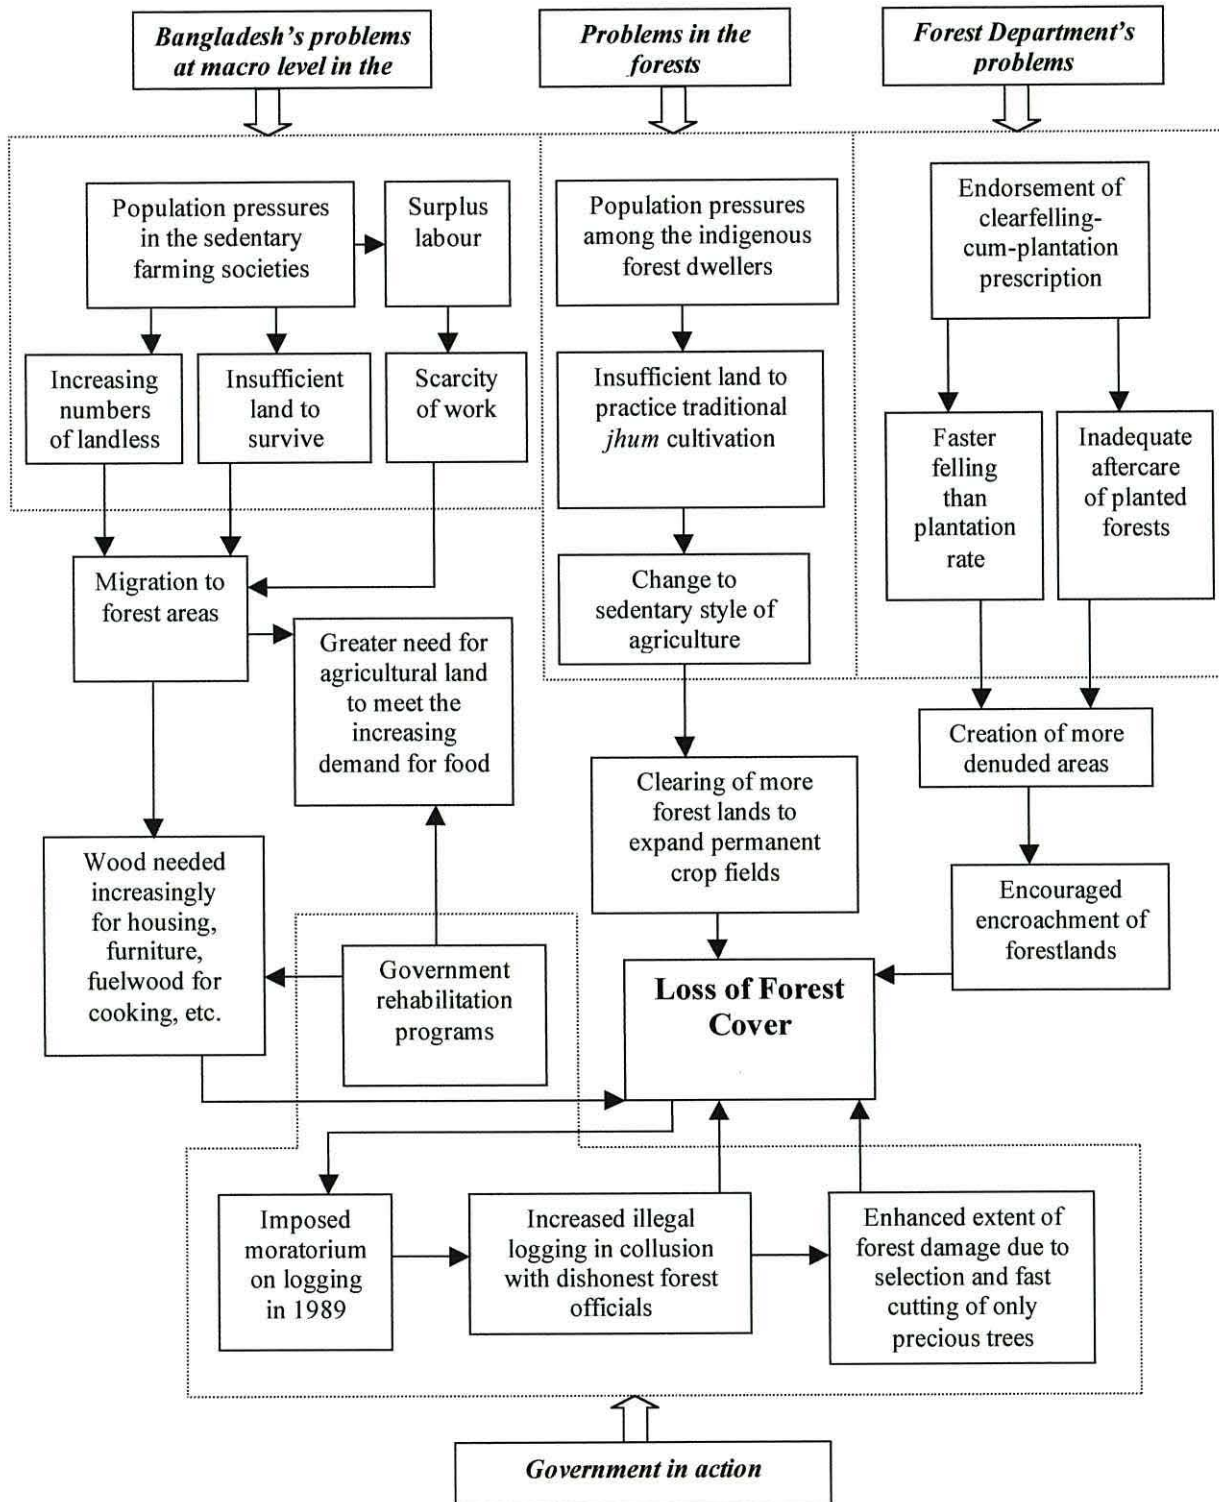 Bangladesh's problems
at macro level in the
Problems in the
forests
Forest Department's
problems
Population pressures
in the sedentary
farming societies
Surplus
labour
Population pressures
among the indigenous
forest dwellers
Endorsement of
clearfelling-
cum-plantation
prescription
Increasing
numbers
of landless
Insufficient
land to
survive
Scarcity
of work
Insufficient land to
practice traditional
jhum cultivation
Faster
felling
than
plantation
rate
Inadequate
aftercare
of planted
forests
Migration to
forest areas
Change to
sedentary style of
agriculture
Greater need for
agricultural land
to meet the
increasing
demand for food
Creation of more
denuded areas
Clearing of more
forest lands to
expand permanent
crop fields
Wood needed
increasingly
for housing,
furniture,
fuelwood for
cooking, etc.
Encouraged
encroachment of
forestlands
Government
rehabilitation
programs
Loss of Forest
Cover
Imposed
moratorium
on logging
in 1989
Increased illegal
logging in collusion
with dishonest forest
officials
Enhanced extent of
forest damage due to
selection and fast
cutting of only
precious trees
Government in action